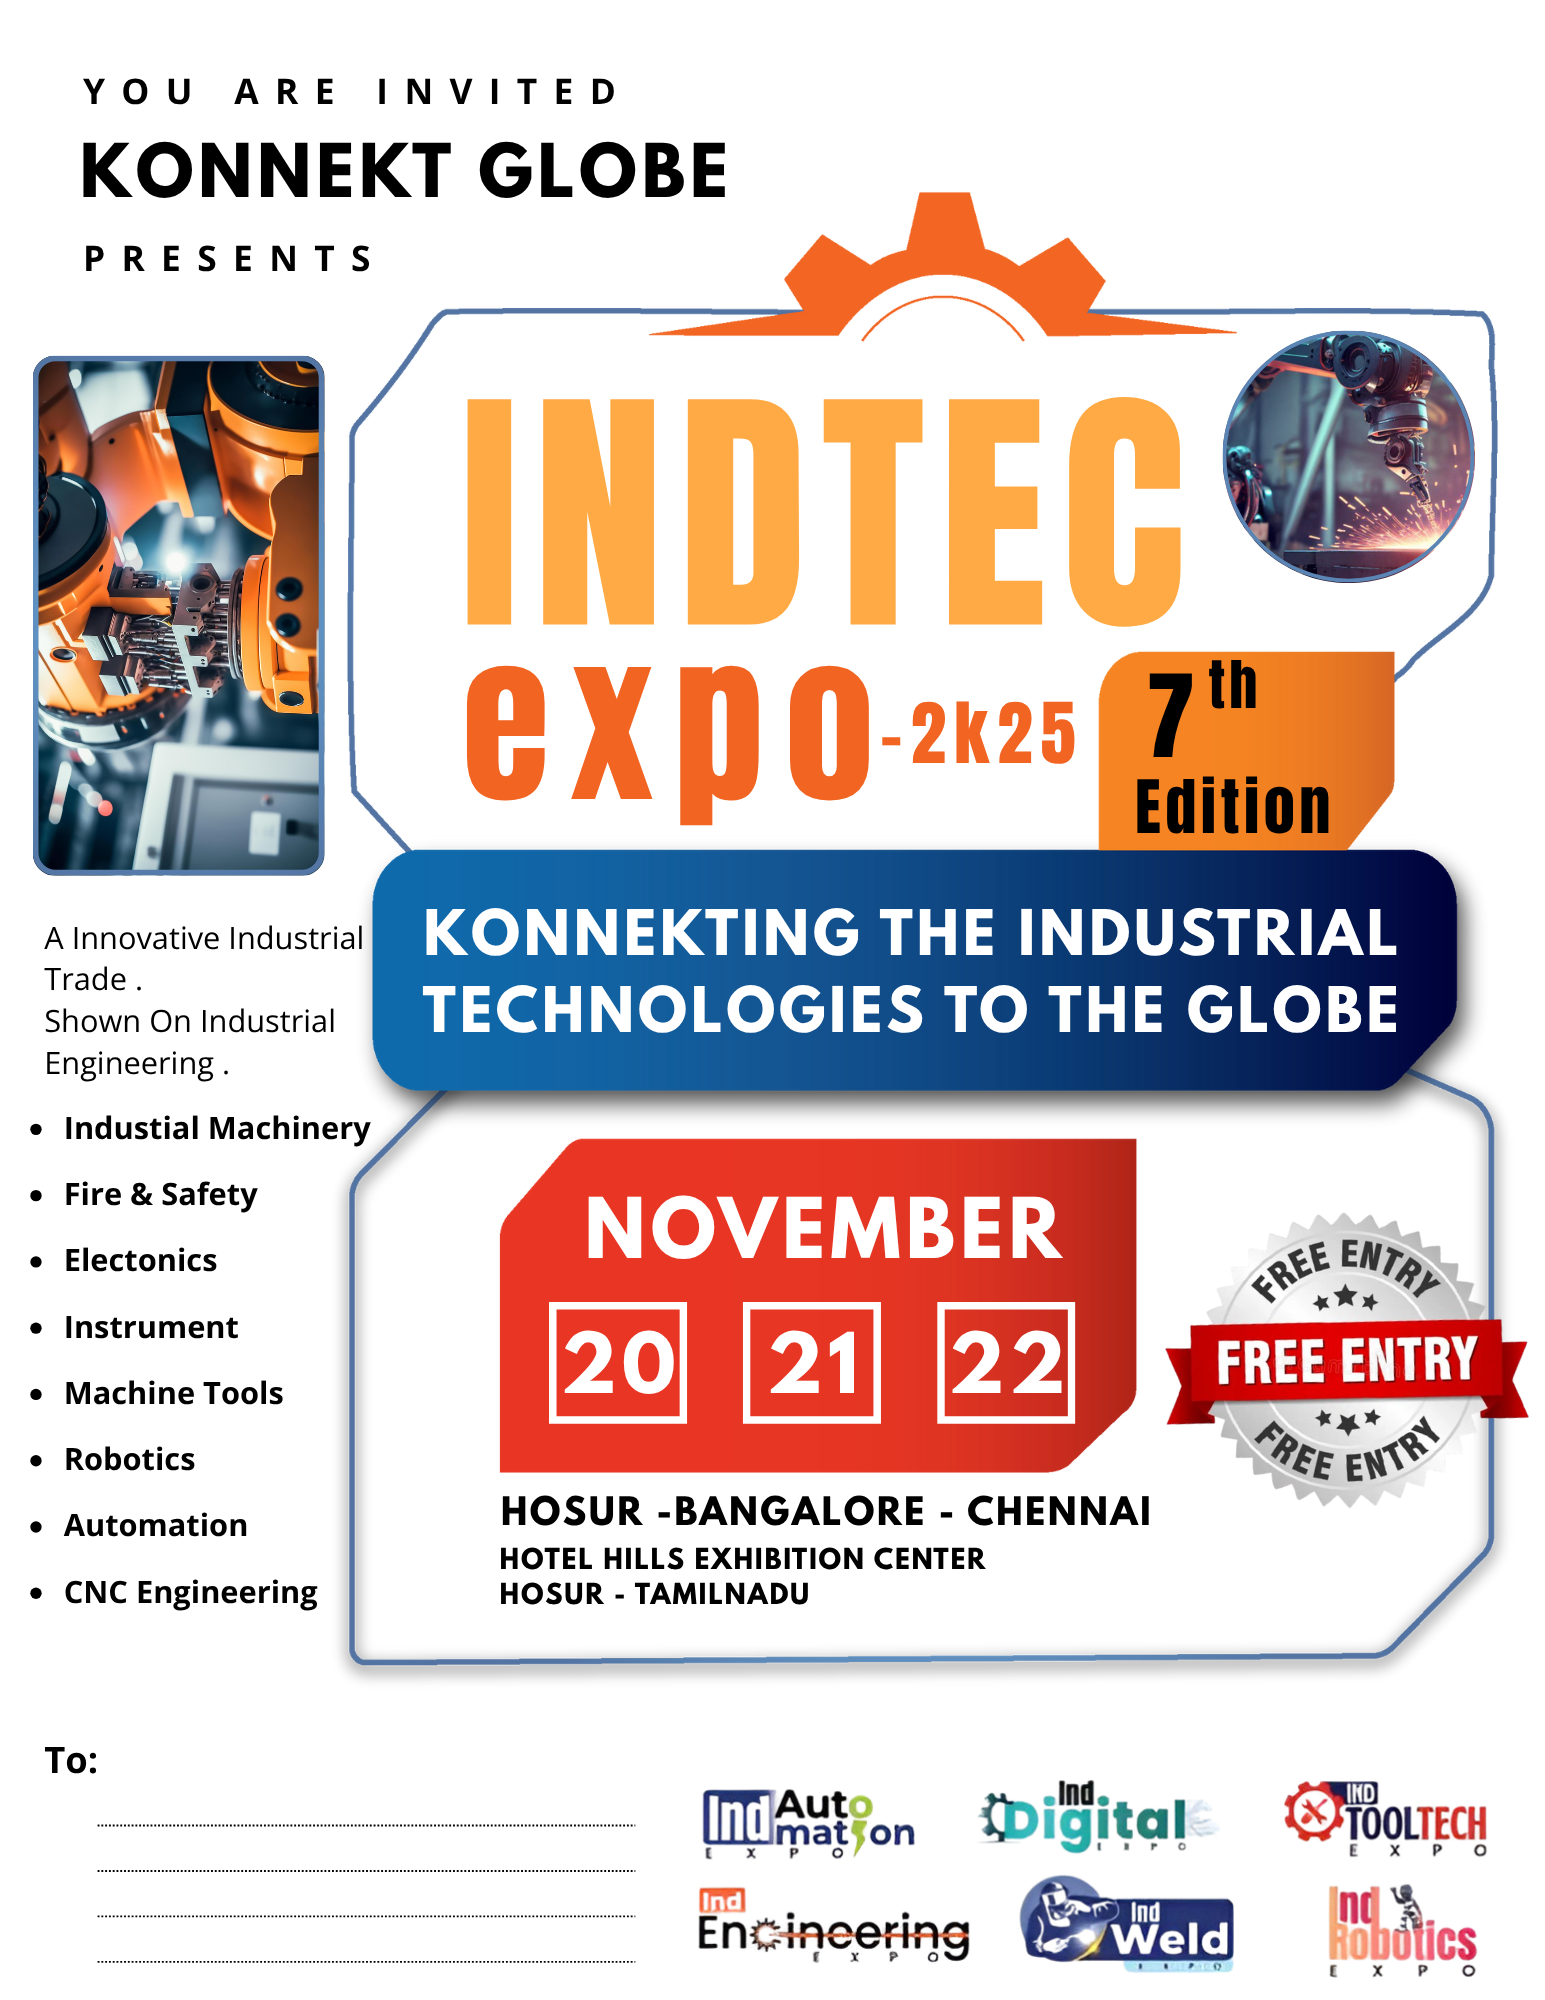 YOU ARE INVITED
KONNEKT GLOBE
PRESENTS
INDTEC
expo-2k25
7th
Edition
KONNEKTING THE INDUSTRIAL
TECHNOLOGIES TO THE GLOBE
A Innovative Industrial
Trade .
Shown On Industrial
Engineering .
• Industial Machinery
• Fire & Safety
• Electonics
• Instrument
• Machine Tools
• Robotics
• Automation
• CNC Engineering
NOVEMBER
20 21 22
FREE ENTRY
FREE ENTRY
FREE ENTRY
HOSUR -BANGALORE - CHENNAI
HOTEL HILLS EXHIBITION CENTER
HOSUR - TAMILNADU
To:
Ind Automation
EXPO
Ind
Digital
EXPO
IND
TOOLTECH
EXPO
Ind
Engineering
EXPO
Ind
Weld
Ind
Robotics
EXPO